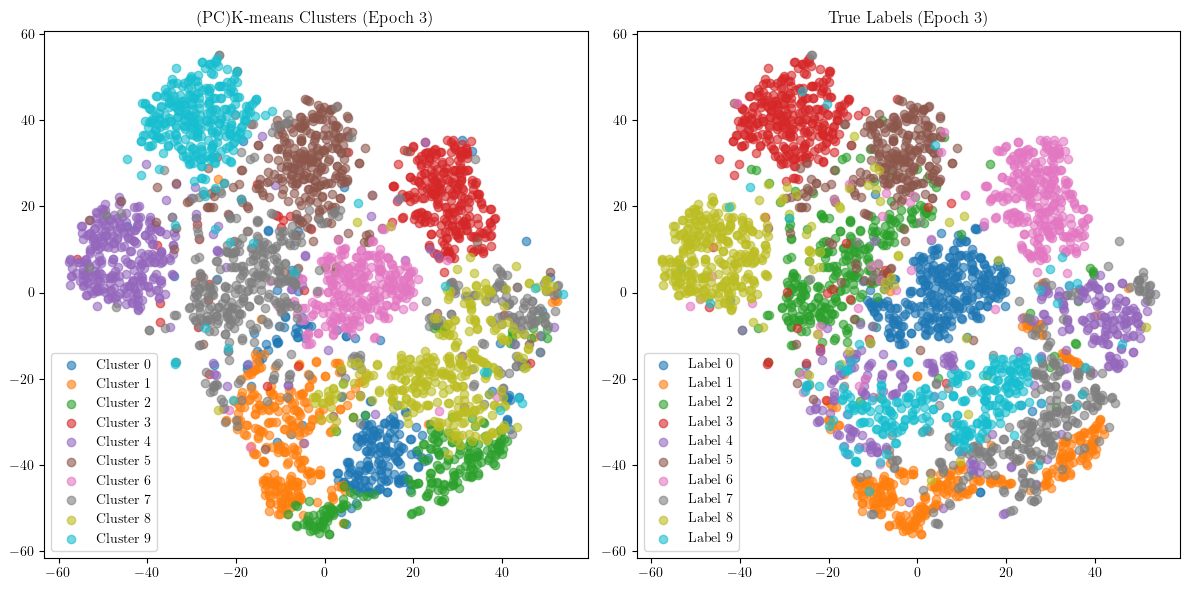 (PC)K-means Clusters (Epoch 3)
60
40
20
0
−20
−40
−60
−60
−40
−20
0
20
40
Cluster 0
Cluster 1
Cluster 2
Cluster 3
Cluster 4
Cluster 5
Cluster 6
Cluster 7
Cluster 8
Cluster 9
True Labels (Epoch 3)
60
40
20
0
−20
−40
−60
−60
−40
−20
0
20
40
Label 0
Label 1
Label 2
Label 3
Label 4
Label 5
Label 6
Label 7
Label 8
Label 9